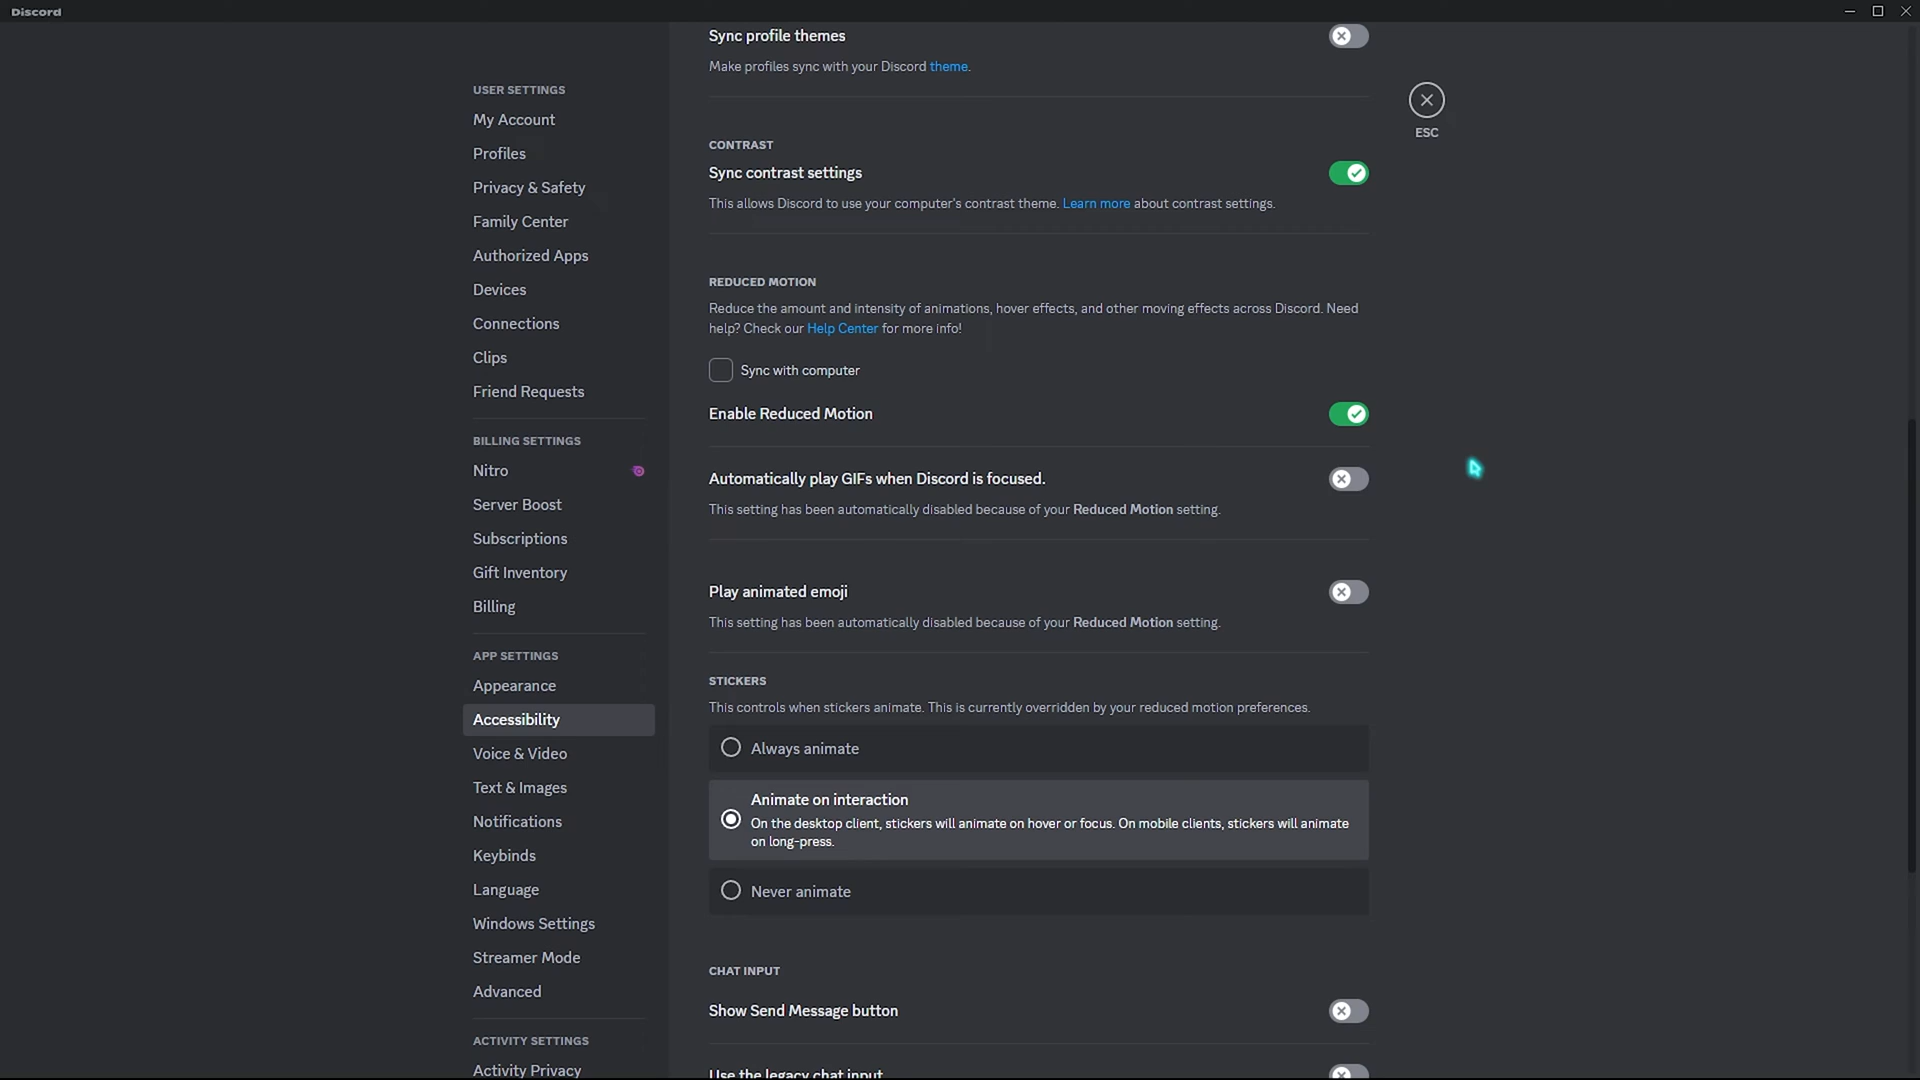 Discord
USER SETTINGS
My Account
Profiles
Privacy & Safety
Family Center
Authorized Apps
Devices
Connections
Clips
Friend Requests
BILLING SETTINGS
Nitro
Server Boost
Subscriptions
Gift Inventory
Billing
APP SETTINGS
Appearance
Accessibility
Voice & Video
Text & Images
Notifications
Keybinds
Language
Windows Settings
Streamer Mode
Advanced
ACTIVITY SETTINGS
Activity Privacy
Sync profile themes
Make profiles sync with your Discord theme.
CONTRAST
Sync contrast settings
This allows Discord to use your computer's contrast theme. Learn more about contrast settings.
REDUCED MOTION
Reduce the amount and intensity of animations, hover effects, and other moving effects across Discord. Need
help? Check our Help Center for more info!
Sync with computer
Enable Reduced Motion
Automatically play GIFs when Discord is focused.
This setting has been automatically disabled because of your Reduced Motion setting.
Play animated emoji
This setting has been automatically disabled because of your Reduced Motion setting.
STICKERS
This controls when stickers animate. This is currently overridden by your reduced motion preferences.
Always animate
Animate on interaction
On the desktop client, stickers will animate on hover or focus. On mobile clients, stickers will animate
on long-press.
Never animate
CHAT INPUT
Show Send Message button
Use the legacy chat input
ESC